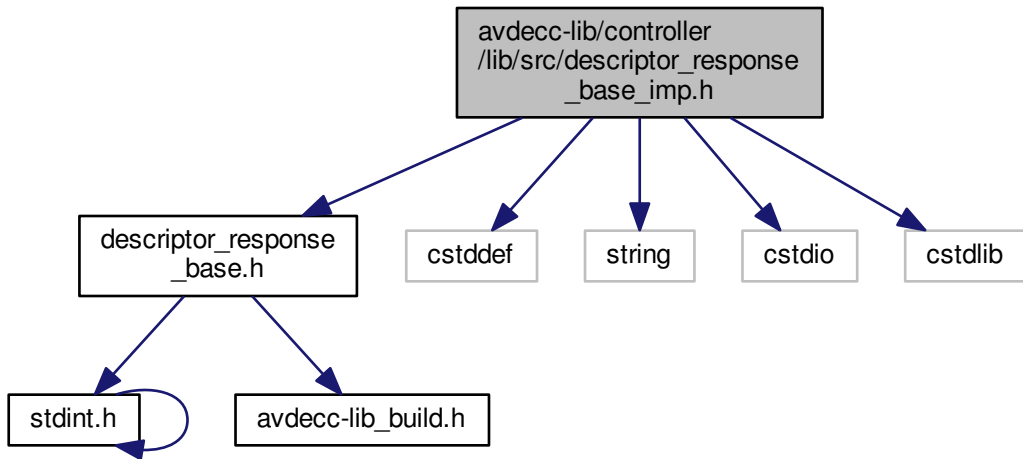 avdecc-lib/controller
/lib/src/descriptor_response
_base_imp.h
descriptor_response
_base.h
cstddef
string
cstdio
cstdlib
stdint.h
avdecc-lib_build.h